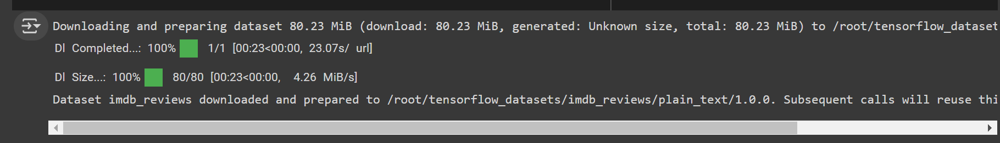 Downloading and preparing dataset 80.23 MiB (download: 80.23 MiB, generated: Unknown size, total: 80.23 MiB) to /root/tensorflow_dataset
Dl Completed...: 100% 1/1 [00:23<00:00, 23.07s/ url]
Dl Size...: 100% 80/80 [00:23<00:00, 4.26 MiB/s]
Dataset imdb_reviews downloaded and prepared to /root/tensorflow_datasets/imdb_reviews/plain_text/1.0.0. Subsequent calls will reuse thi